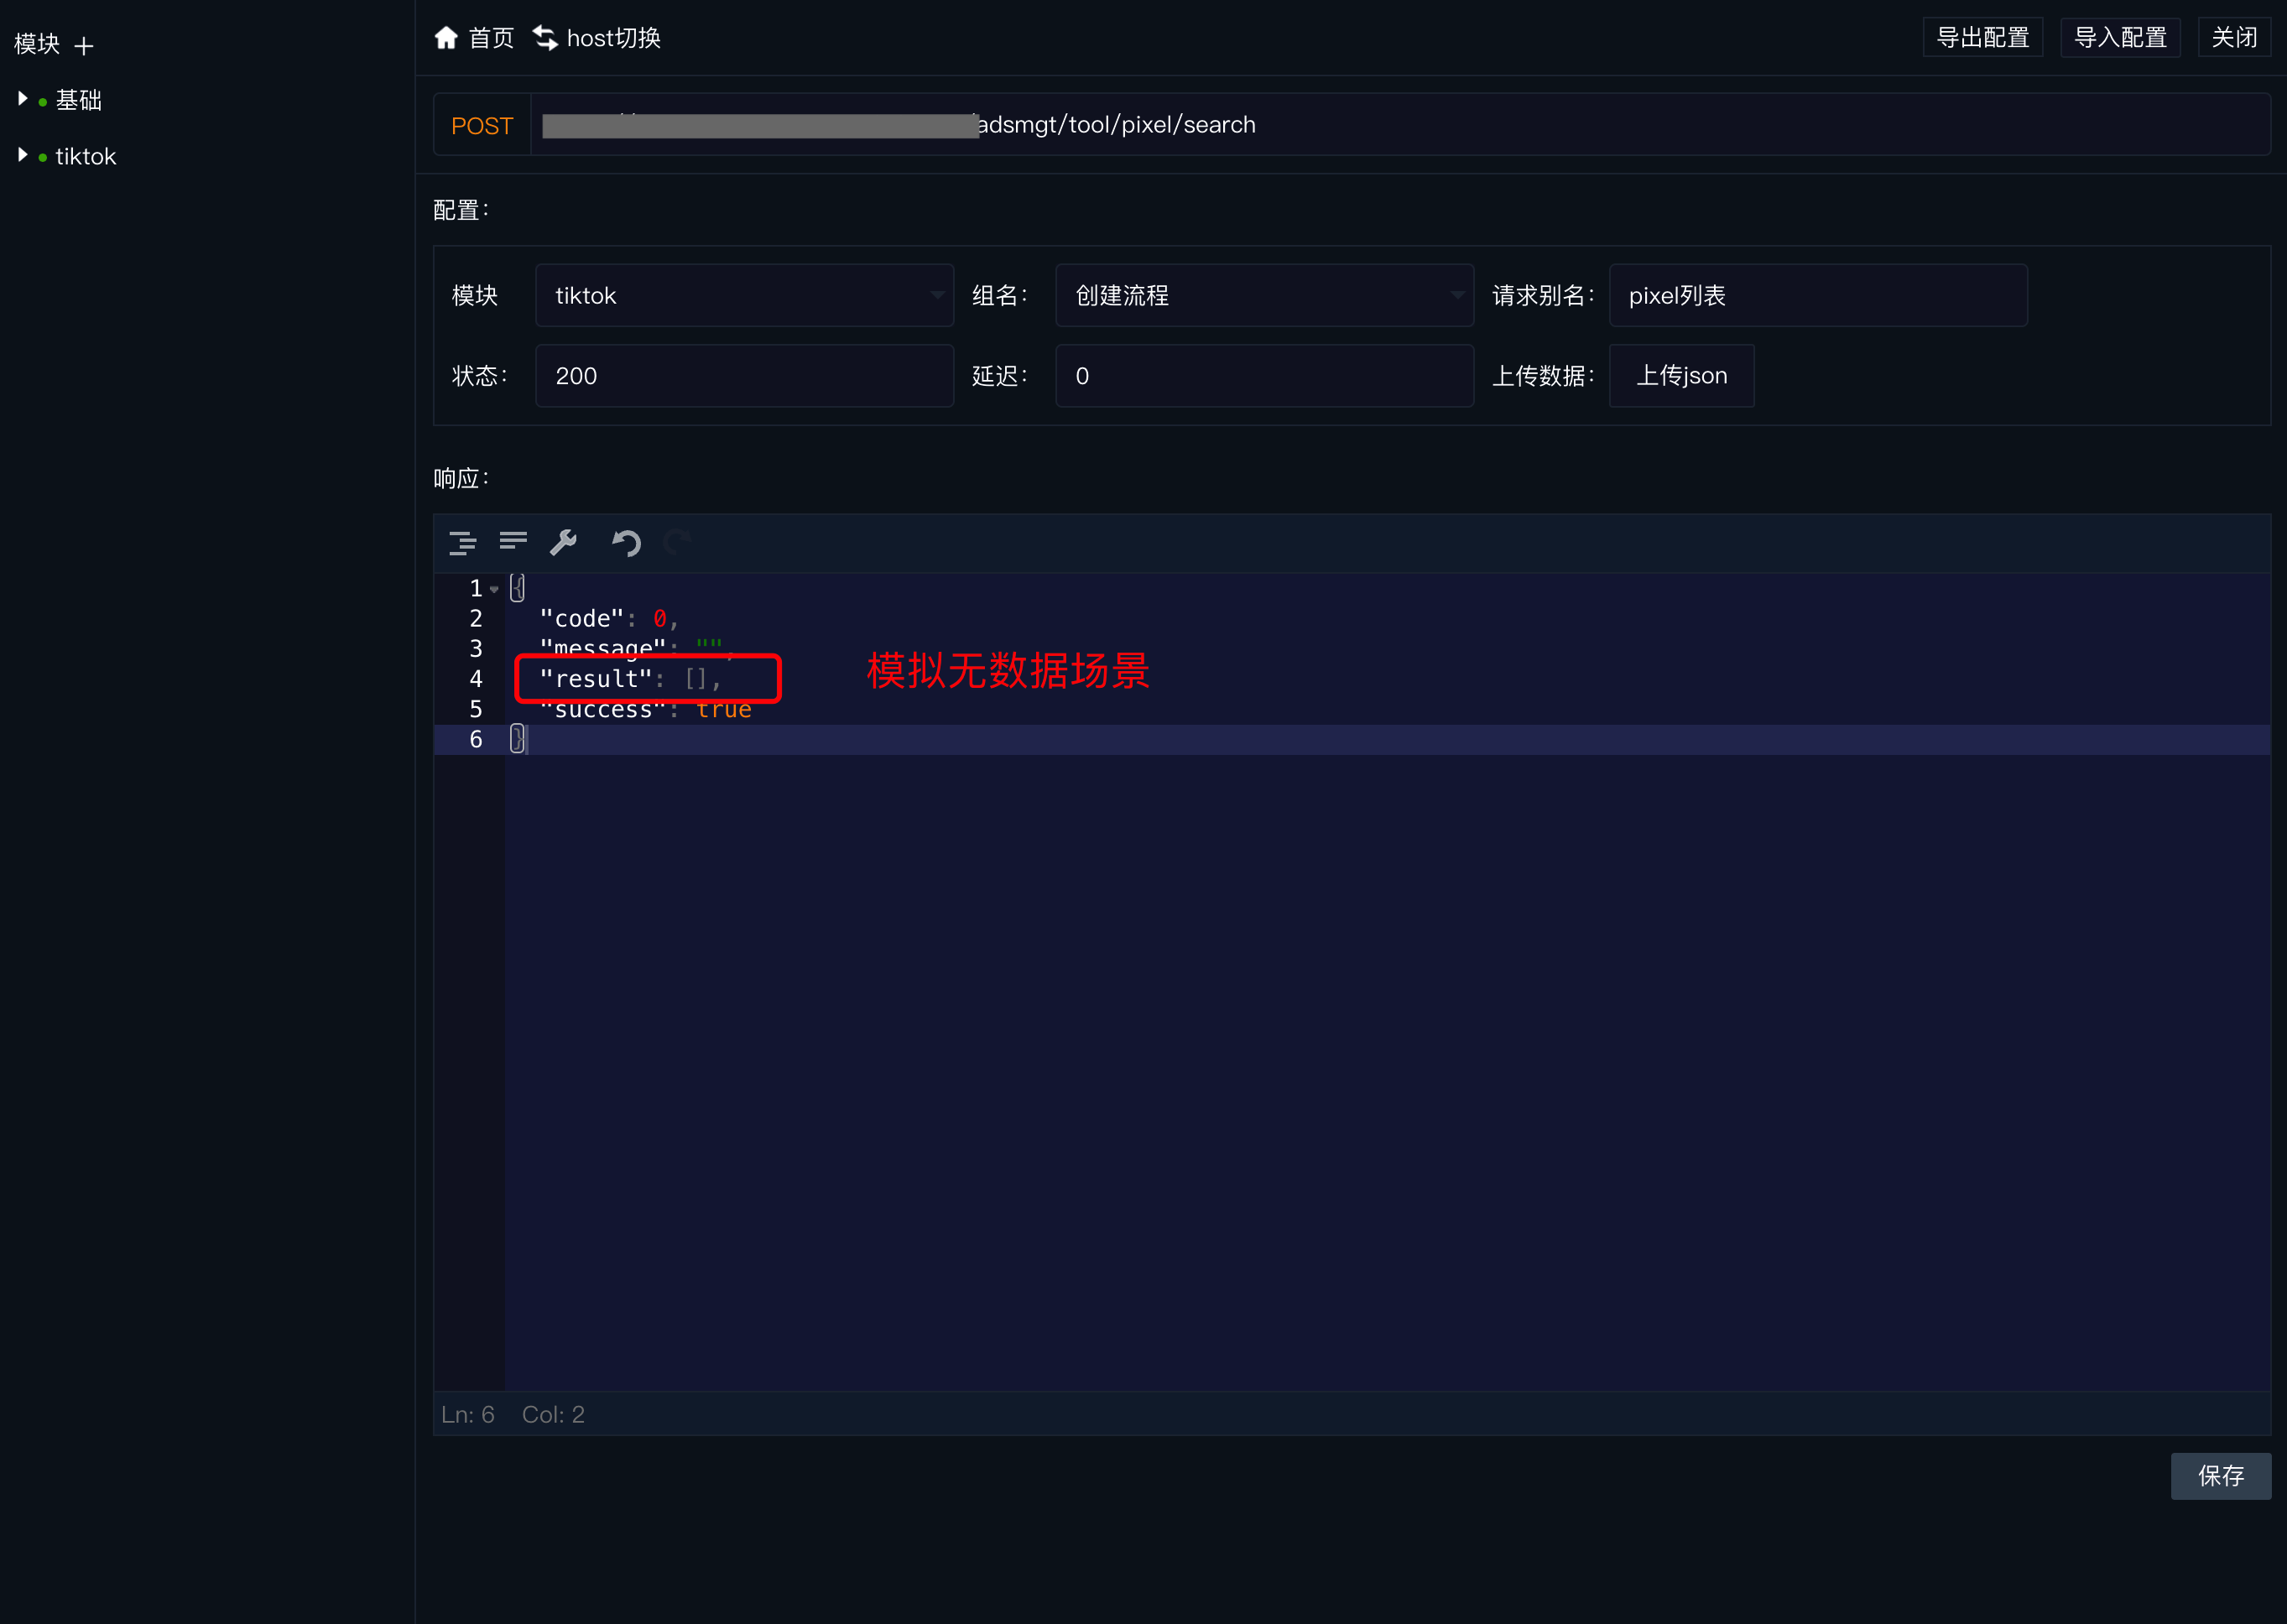 模块 +
基础
tiktok
首页 host切换
导出配置 导入配置 关闭
POST adsmgt/tool/pixel/search
配置：
模块 tiktok 组名： 创建流程 请求别名： pixel列表
状态： 200 延迟： 0 上传数据： 上传json
响应：
1 {
2 "code": 0,
3 "message": "",
4 "result": [],
模拟无数据场景
5 "success": true
6 }
Ln: 6 Col: 2
保存